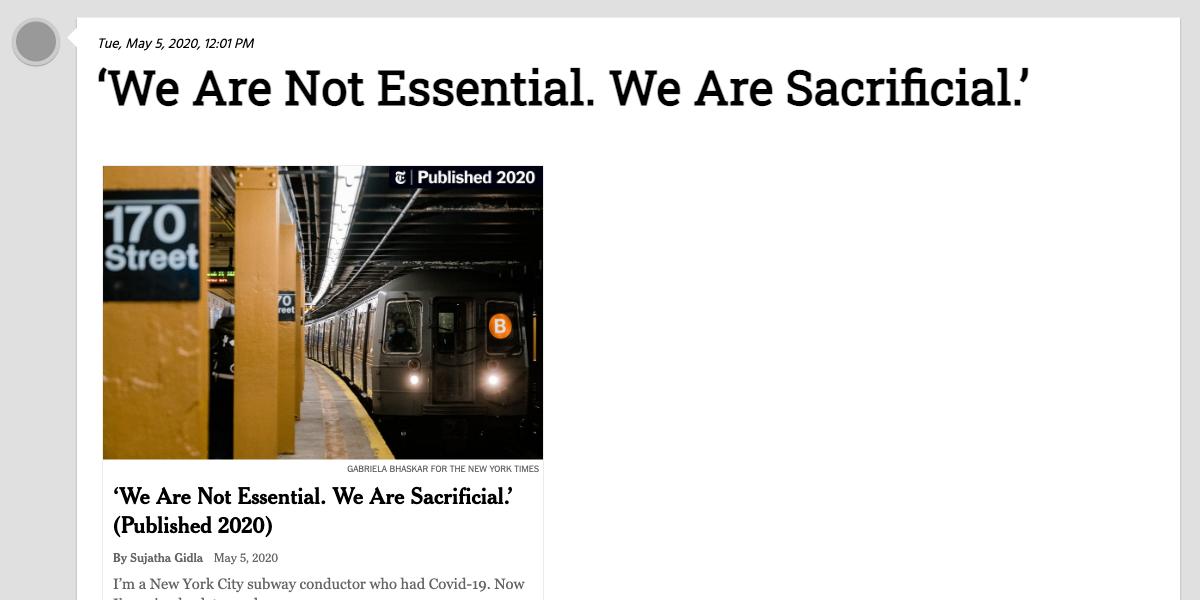 Tue, May 5, 2020, 12:01 PM
‘We Are Not Essential. We Are Sacrificial.’
Published 2020
170
Street
70
reet
B
GABRIELA BHASKAR FOR THE NEW YORK TIMES
‘We Are Not Essential. We Are Sacrificial.’
(Published 2020)
By Sujatha Gidla May 5, 2020
I’m a New York City subway conductor who had Covid-19. Now